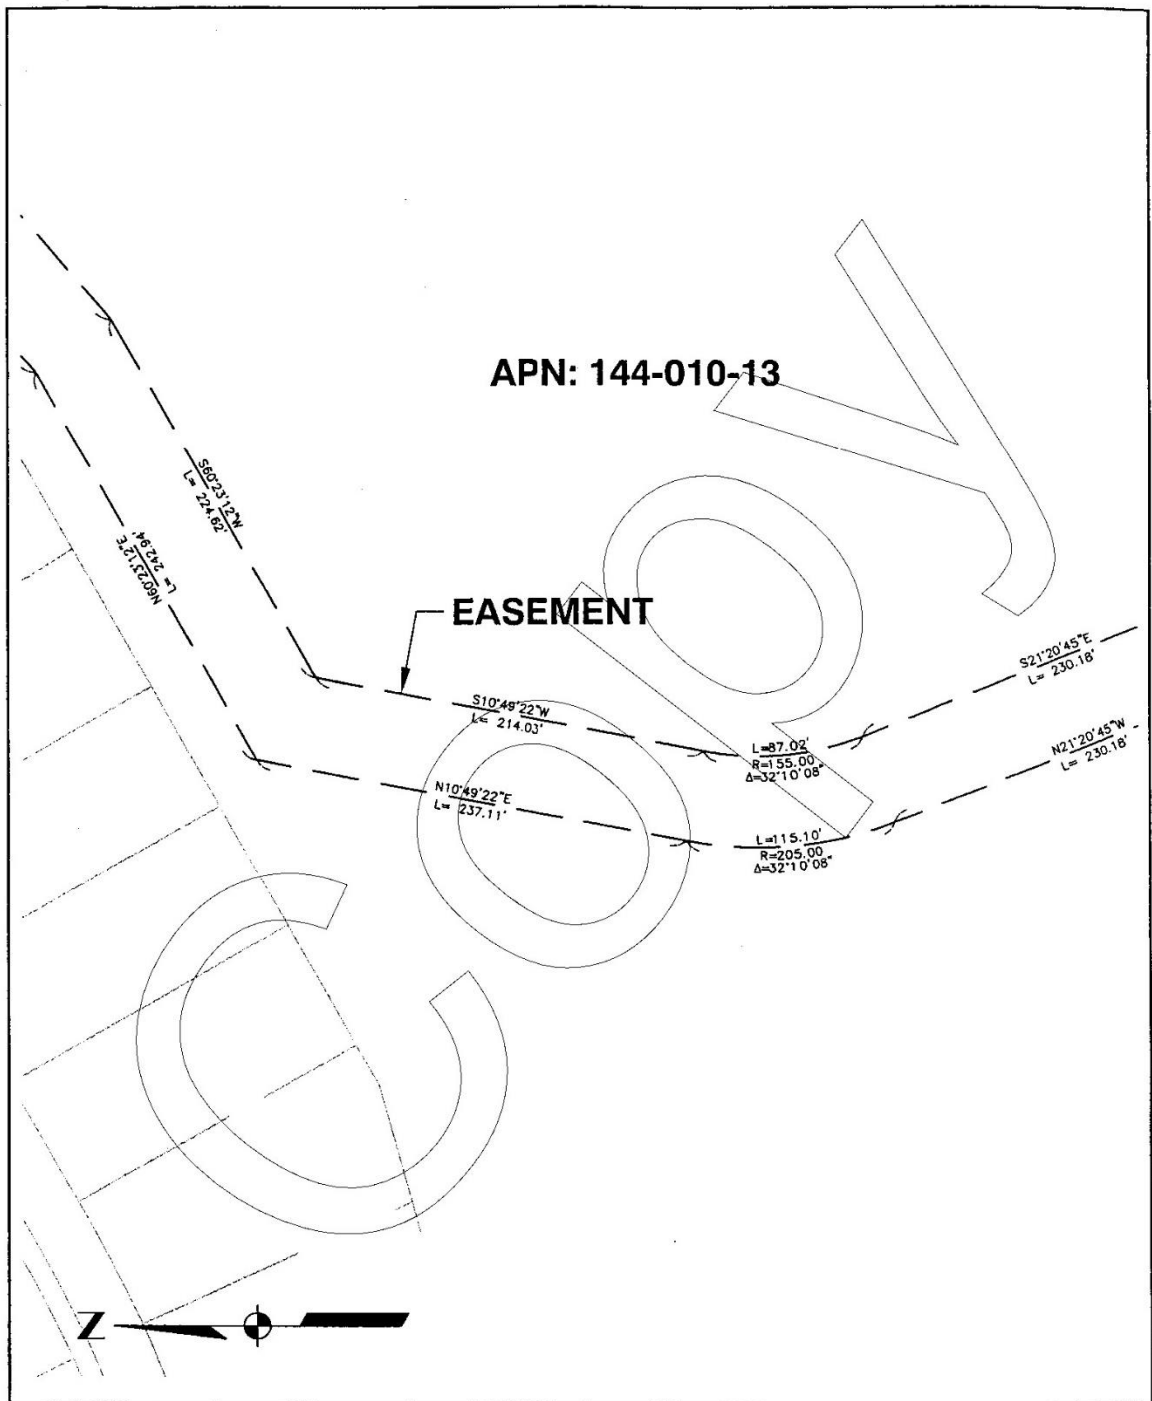 APN: 144-010-13
S60°23'12"W
L= 224.62'
N60°23'12"E
L= 242.94'
EASEMENT
S21°20'45"E
L= 230.18'
S10°49'22"W
L= 214.03'
L=87.02'
R=155.00
Δ=32°10'08"
N21°20'45"W
L= 230.18'
N10°49'22"E
L= 237.11'
L=115.10'
R=205.00
Δ=32°10'08"
Copy
Z